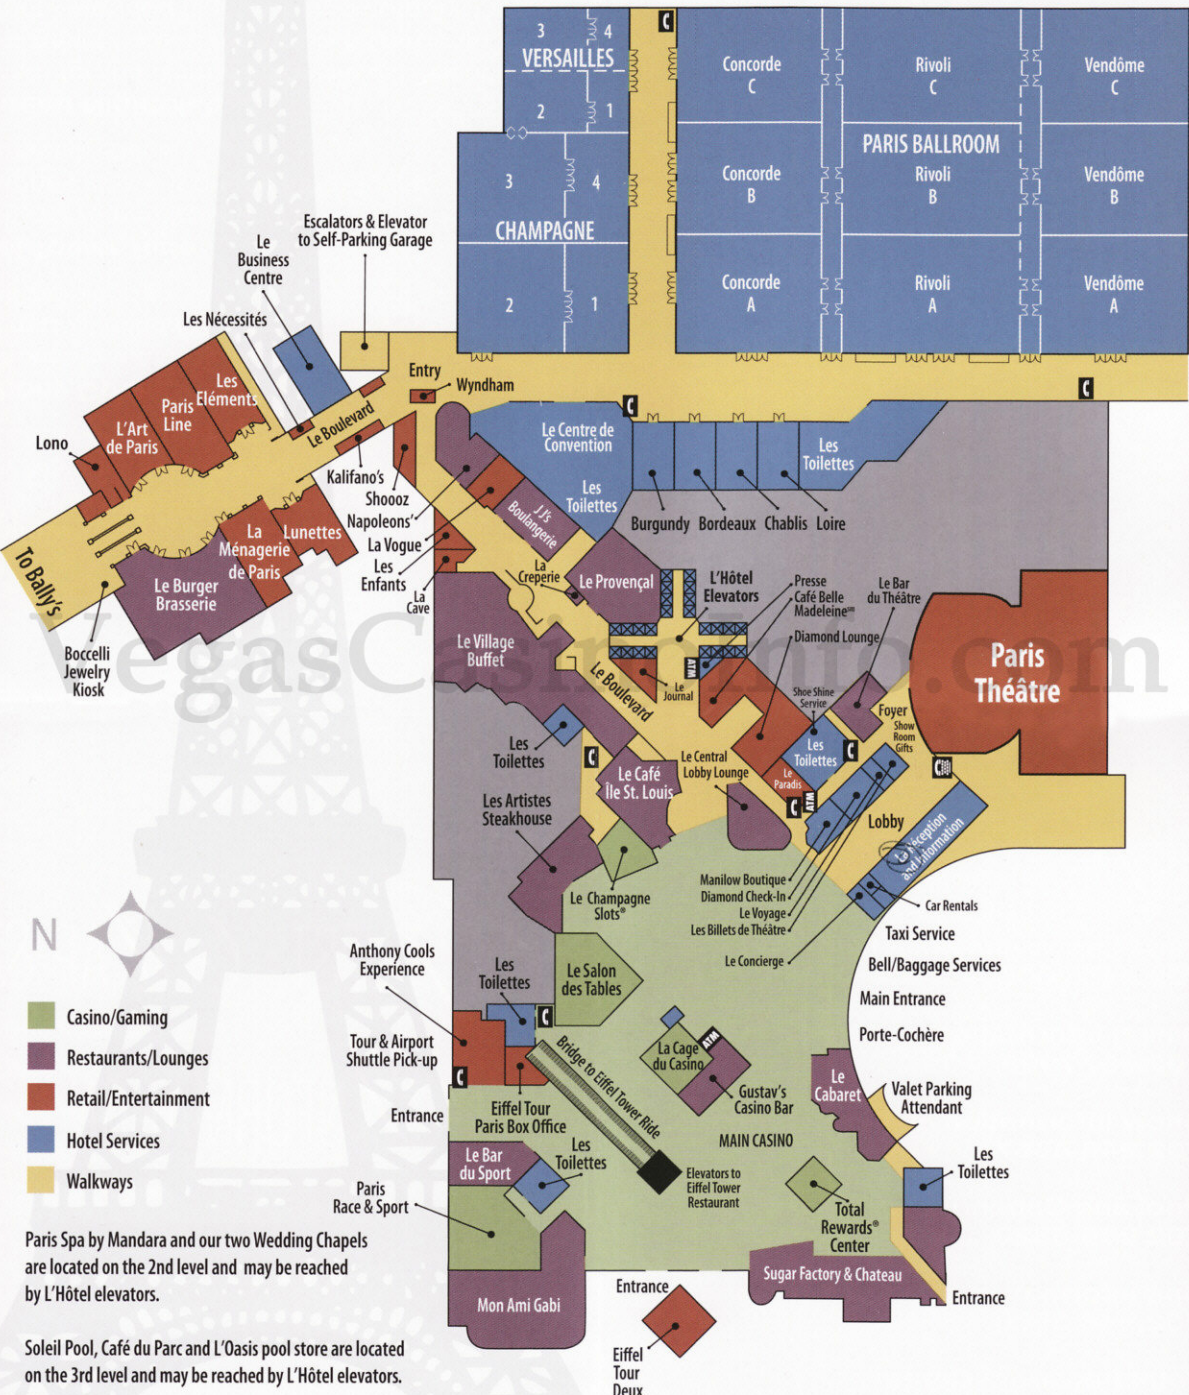 3
4
VERSAILLES
2
1
3
4
CHAMPAGNE
2
1
Concorde
C
Rivoli
C
Vendôme
C
PARIS BALLROOM
Concorde
B
Rivoli
B
Vendôme
B
Concorde
A
Rivoli
A
Vendôme
A
Escalators & Elevator
to Self-Parking Garage
Le
Business
Centre
Les Nécessités
Entry
Wyndham
Les
Eléments
Paris
Line
L'Art
de Paris
Lono
Le Boulevard
Kalifano's
Shoooz
Napoleons'
La Vogue
Les
Enfants
La
Cave
Le Centre de
Convention
Les
Toilettes
JJ's
Boulangerie
Les
Toilettes
Burgundy
Bordeaux
Chablis
Loire
Lunettes
La
Ménagerie
de Paris
Le Burger
Brasserie
To Bally's
Boccelli
Jewelry
Kiosk
La
Creperie
Le Provençal
L'Hôtel
Elevators
Presse
Café Belle
Madeleine℠
Diamond Lounge
Le Bar
du Théâtre
Paris
Théâtre
VegasCasinoInfo.com
Le Village
Buffet
Le Boulevard
ATM
Le
Journal
Shoe Shine
Service
Foyer
Show
Room
Gifts
Les
Toilettes
Les
Toilettes
Le Central
Lobby Lounge
Le
Paradis
ATM
Le Café
Île St. Louis
Les Artistes
Steakhouse
Lobby
La Réception
and Information
Le Champagne
Slots®
Manilow Boutique
Diamond Check-In
Le Voyage
Les Billets de Théâtre
Le Concierge
Car Rentals
Taxi Service
Bell/Baggage Services
Main Entrance
Porte-Cochère
N
Anthony Cools
Experience
Les
Toilettes
Le Salon
des Tables
Casino/Gaming
Restaurants/Lounges
Retail/Entertainment
Hotel Services
Walkways
Tour & Airport
Shuttle Pick-up
Bridge to Eiffel Tower Ride
ATM
La Cage
du Casino
Gustav's
Casino Bar
Le
Cabaret
Valet Parking
Attendant
Entrance
Eiffel Tour
Paris Box Office
MAIN CASINO
Le Bar
du Sport
Les
Toilettes
Elevators to
Eiffel Tower
Restaurant
Les
Toilettes
Paris
Race & Sport
Total
Rewards®
Center
Paris Spa by Mandara and our two Wedding Chapels
are located on the 2nd level and may be reached
by L'Hôtel elevators.
Mon Ami Gabi
Entrance
Sugar Factory & Chateau
Entrance
Soleil Pool, Café du Parc and L'Oasis pool store are located
on the 3rd level and may be reached by L'Hôtel elevators.
Eiffel
Tour
Deux